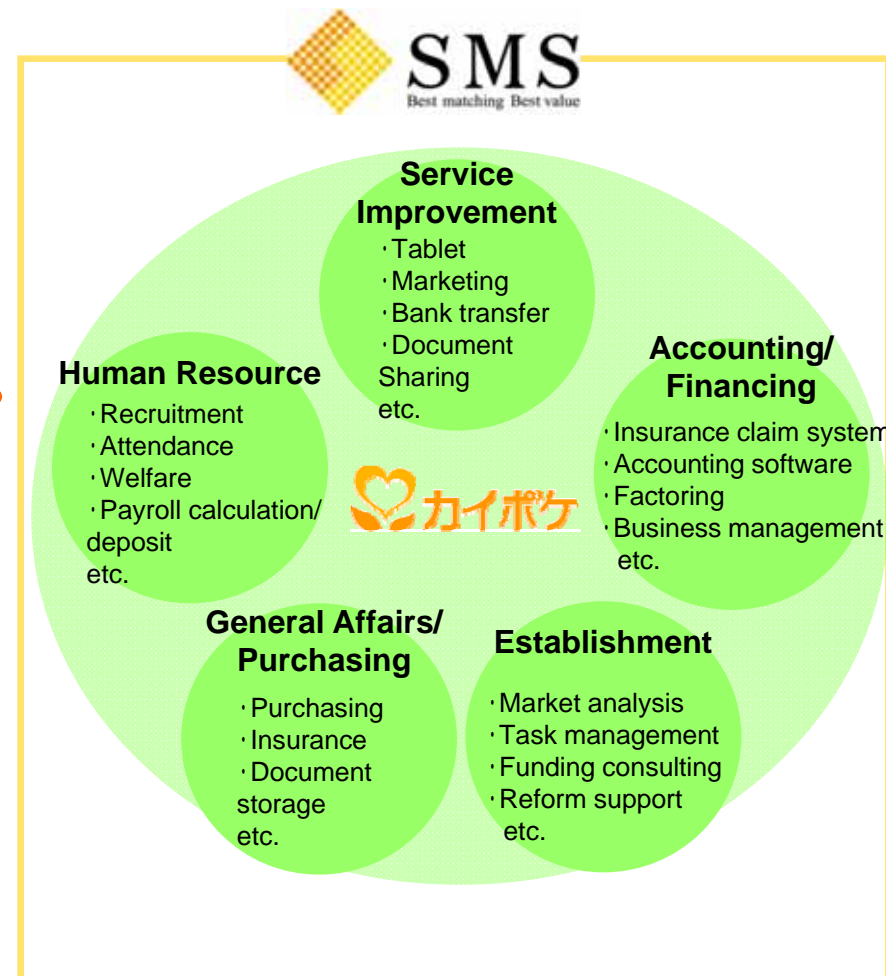 SMS
Best matching Best value
Service
Improvement
・Tablet
・Marketing
・Bank transfer
・Document
Sharing
etc.
Human Resource
・Recruitment
・Attendance
・Welfare
・Payroll calculation/
deposit
etc.
Accounting/
Financing
・Insurance claim system
・Accounting software
・Factoring
・Business management
etc.
カイポケ
General Affairs/
Purchasing
・Purchasing
・Insurance
・Document
storage
etc.
Establishment
・Market analysis
・Task management
・Funding consulting
・Reform support
etc.